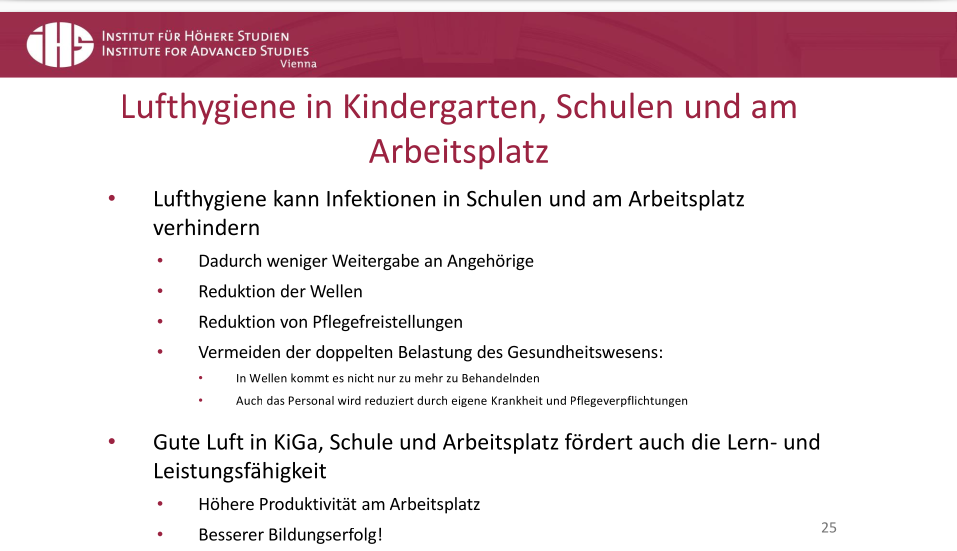 iHS
INSTITUT FÜR HÖHERE STUDIEN
INSTITUTE FOR ADVANCED STUDIES
Vienna
Lufthygiene in Kindergarten, Schulen und am
Arbeitsplatz
• Lufthygiene kann Infektionen in Schulen und am Arbeitsplatz
verhindern
• Dadurch weniger Weitergabe an Angehörige
• Reduktion der Wellen
• Reduktion von Pflegefreistellungen
• Vermeiden der doppelten Belastung des Gesundheitswesens:
• In Wellen kommt es nicht nur zu mehr zu Behandelnden
• Auch das Personal wird reduziert durch eigene Krankheit und Pflegeverpflichtungen
• Gute Luft in KiGa, Schule und Arbeitsplatz fördert auch die Lern- und
Leistungsfähigkeit
• Höhere Produktivität am Arbeitsplatz
• Besserer Bildungserfolg!
25